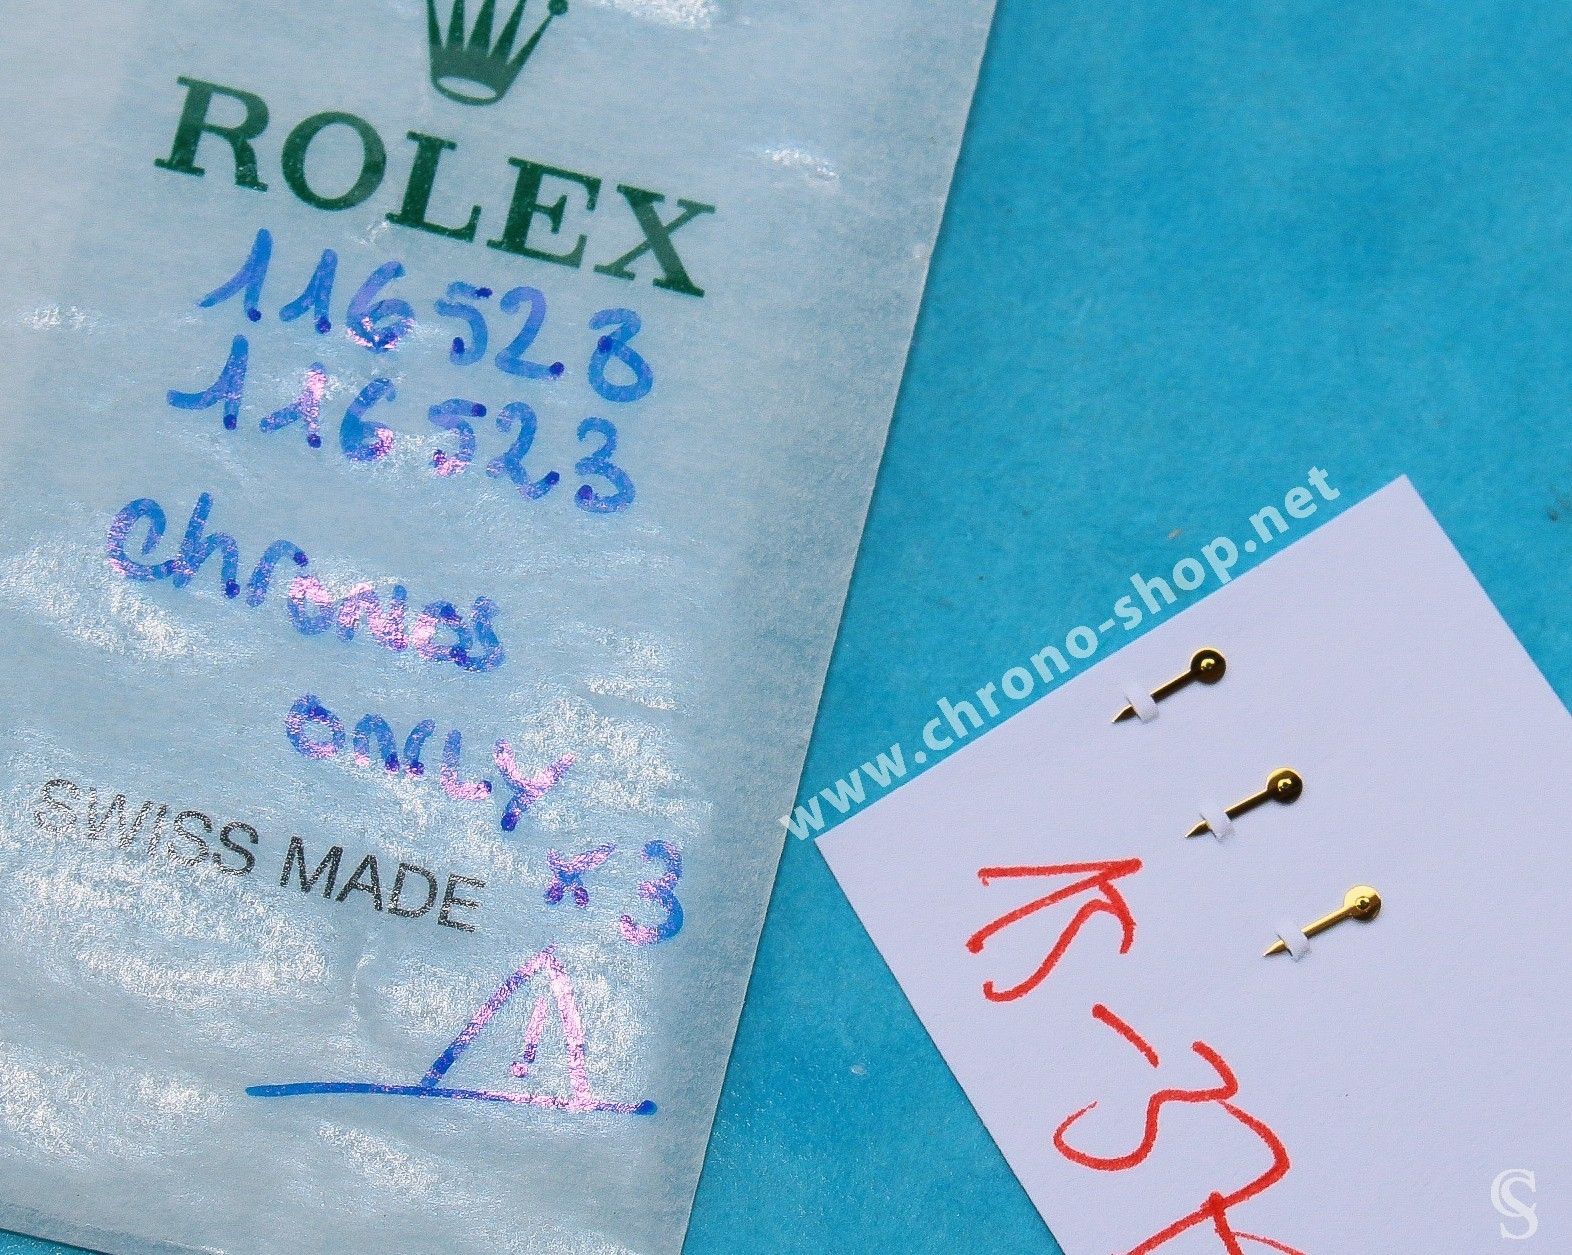 ROLEX
116528
116523
chronos
ONLY
SWISS MADE
x3
!
www.chrono-shop.net